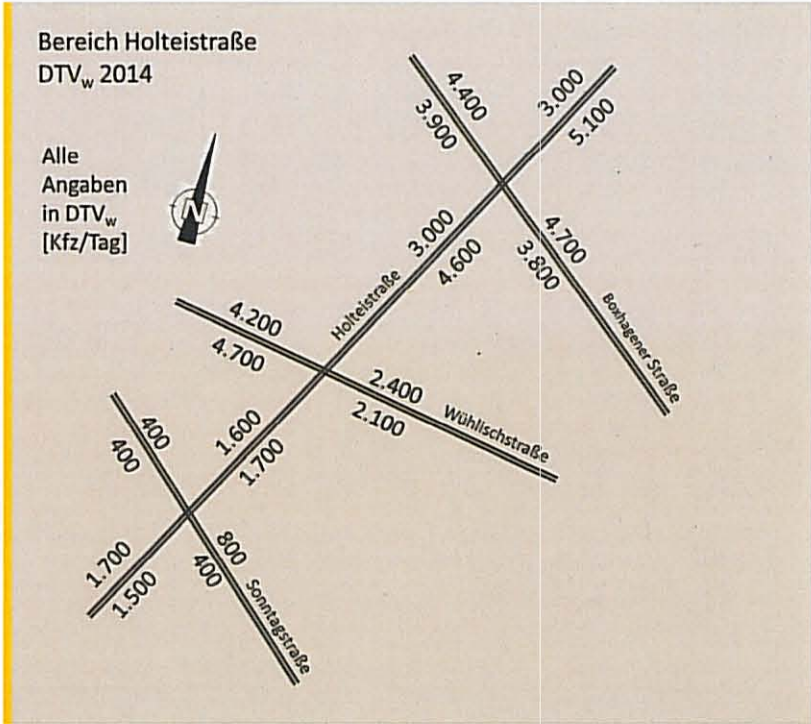 Bereich Holteistraße
DTVw 2014
Alle
Angaben
in DTVw
[Kfz/Tag]
N
4.400
3.900
3.000
5.100
3.000
4.600
4.700
3.800
Holteistraße
Boxhagener Straße
4.200
4.700
2.400
2.100
Wühlischstraße
1.600
1.700
400
400
1.700
1.500
800
400
Sonntagstraße